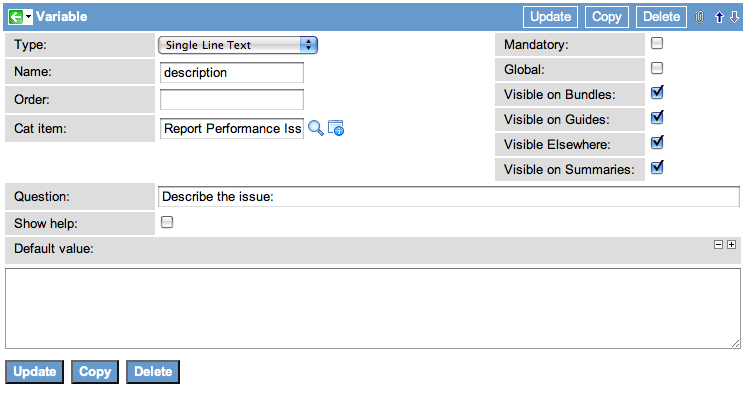 Variable Update Copy Delete
Type: Single Line Text Mandatory:
Name: description Global:
Order: Visible on Bundles:
Cat item: Report Performance Iss Visible on Guides:
Visible Elsewhere:
Visible on Summaries:
Question: Describe the issue:
Show help:
Default value:
Update Copy Delete